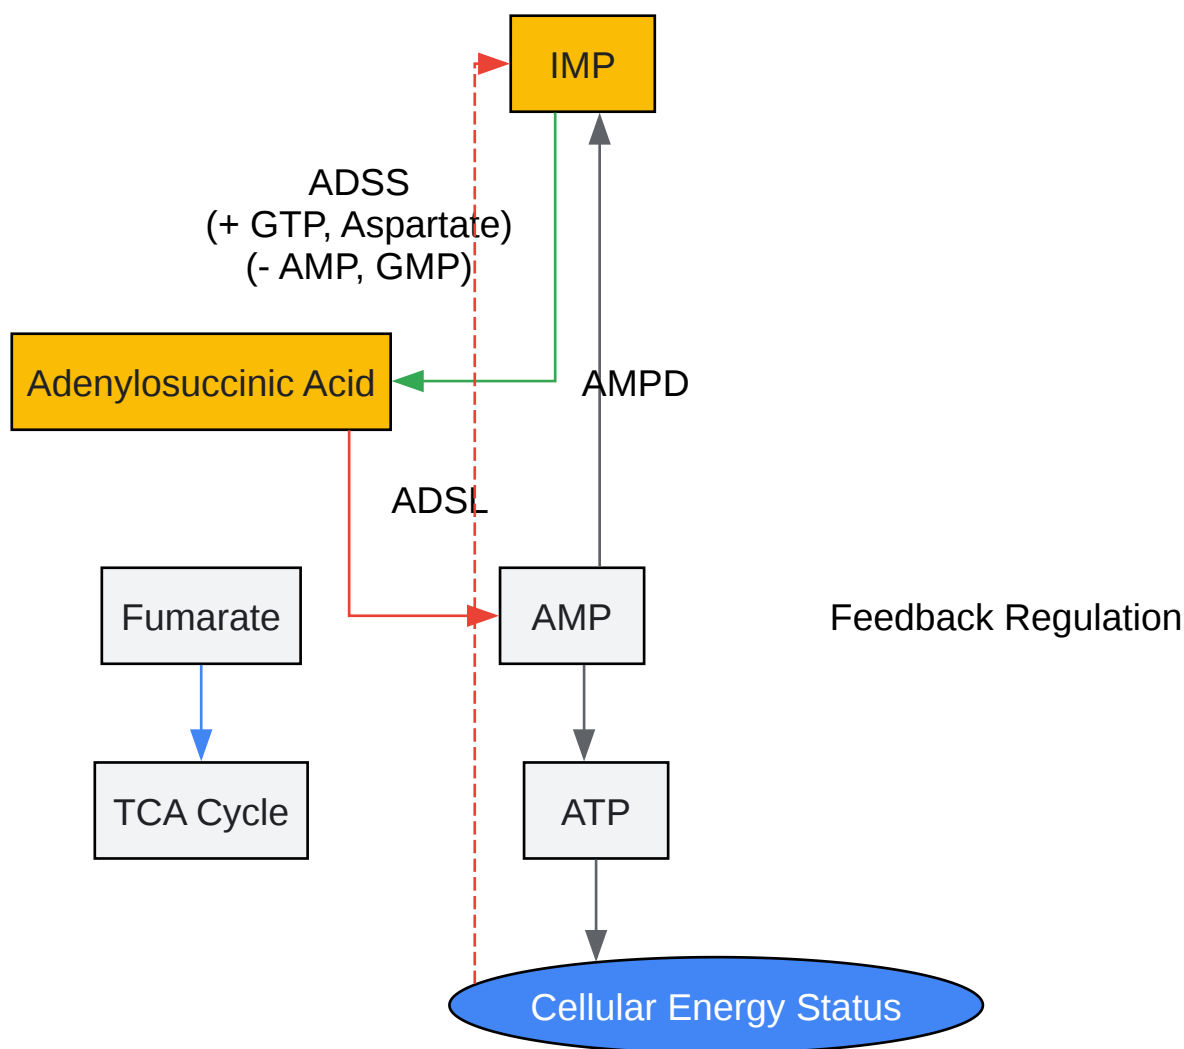 IMP
ADSS
(+ GTP, Aspartate)
(- AMP, GMP)
Adenylosuccinic Acid
AMPD
ADSL
Fumarate
AMP
Feedback Regulation
TCA Cycle
ATP
Cellular Energy Status